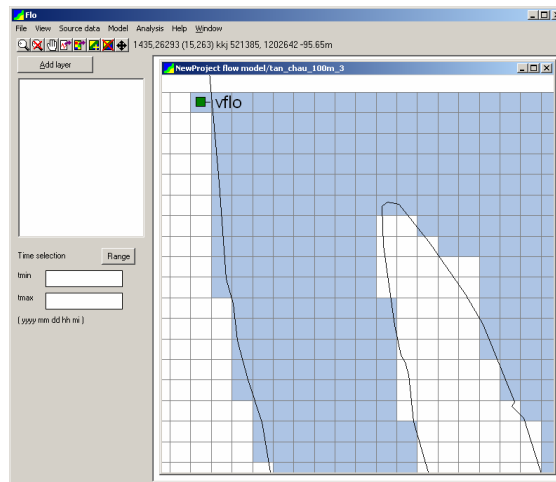 Flo
File View Source data Model Analysis Help Window
1435,26293 (15,263) kkj 521385, 1202642 -95.65m
Add layer
NewProject flow model/tan_chau_100m_3
vflo
Time selection
Range
tmin
tmax
( yyyy mm dd hh mi )